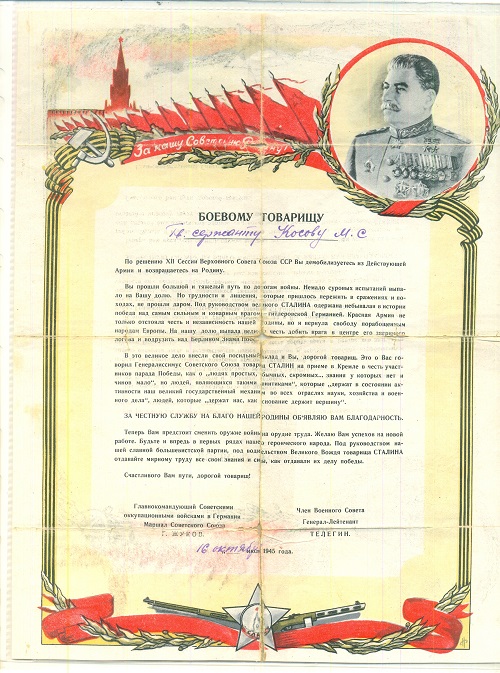 За нашу Советскую Родину!
БОЕВОМУ ТОВАРИЩУ
Гв. сержанту Косову М. С
По решению XII Сессии Верховного Совета Союза ССР Вы демобилизуетесь из Действующей
Армии и возвращаетесь на Родину.
Вы прошли большой и тяжелый путь по дорогам войны. Немало суровых испытаний выпа-
ло на Вашу долю. Но трудности и лишения, которые пришлось пережить в сражениях и по-
ходах, не прошли даром. Под руководством великого СТАЛИНА одержана небывалая в истории
победа над самым сильным и коварным врагом — гитлеровской Германией. Красная Армия не
только отстояла честь и независимость нашей Родины, но и вернула свободу порабощенным
народам Европы. На нашу долю выпала честь добить врага в центре его звериного
логова и водрузить над Берлином Знамя Победы.
В это великое дело внесли свой посильный вклад и Вы, дорогой товарищ. Это о Вас го-
ворил Генералиссимус Советского Союза товарищ СТАЛИН на приеме в Кремле в честь участ-
ников парада Победы, как о „людях простых, обычных, скромных... звания у которых нет и
чинов мало“, но людей, являющихся такими „винтиками“, которые „держат в состоянии ак-
тивности наш великий государственный механизм во всех отраслях науки, хозяйства и воен-
ного дела“, людей, которые „держат нас, как основание держит вершину“.
ЗА ЧЕСТНУЮ СЛУЖБУ НА БЛАГО НАШЕЙ РОДИНЫ ОБ'ЯВЛЯЮ ВАМ БЛАГОДАРНОСТЬ.
Теперь Вам предстоит сменить оружие войны на орудие труда. Желаю Вам успехов на новой
работе. Будьте и впредь в первых рядах нашего героического народа. Под руководством на-
шей славной большевистской партии, под водительством Великого Вождя товарища СТАЛИНА
отдавайте мирному труду все свои знания и силы, как отдавали их делу победы.
Счастливого Вам пути, дорогой товарищ!
Главнокомандующий Советскими
оккупационными войсками в Германии
Маршал Советского Союза
Г. ЖУКОВ.
Член Военного Совета
Генерал-Лейтенант
ТЕЛЕГИН.
16 октября 1945 года.